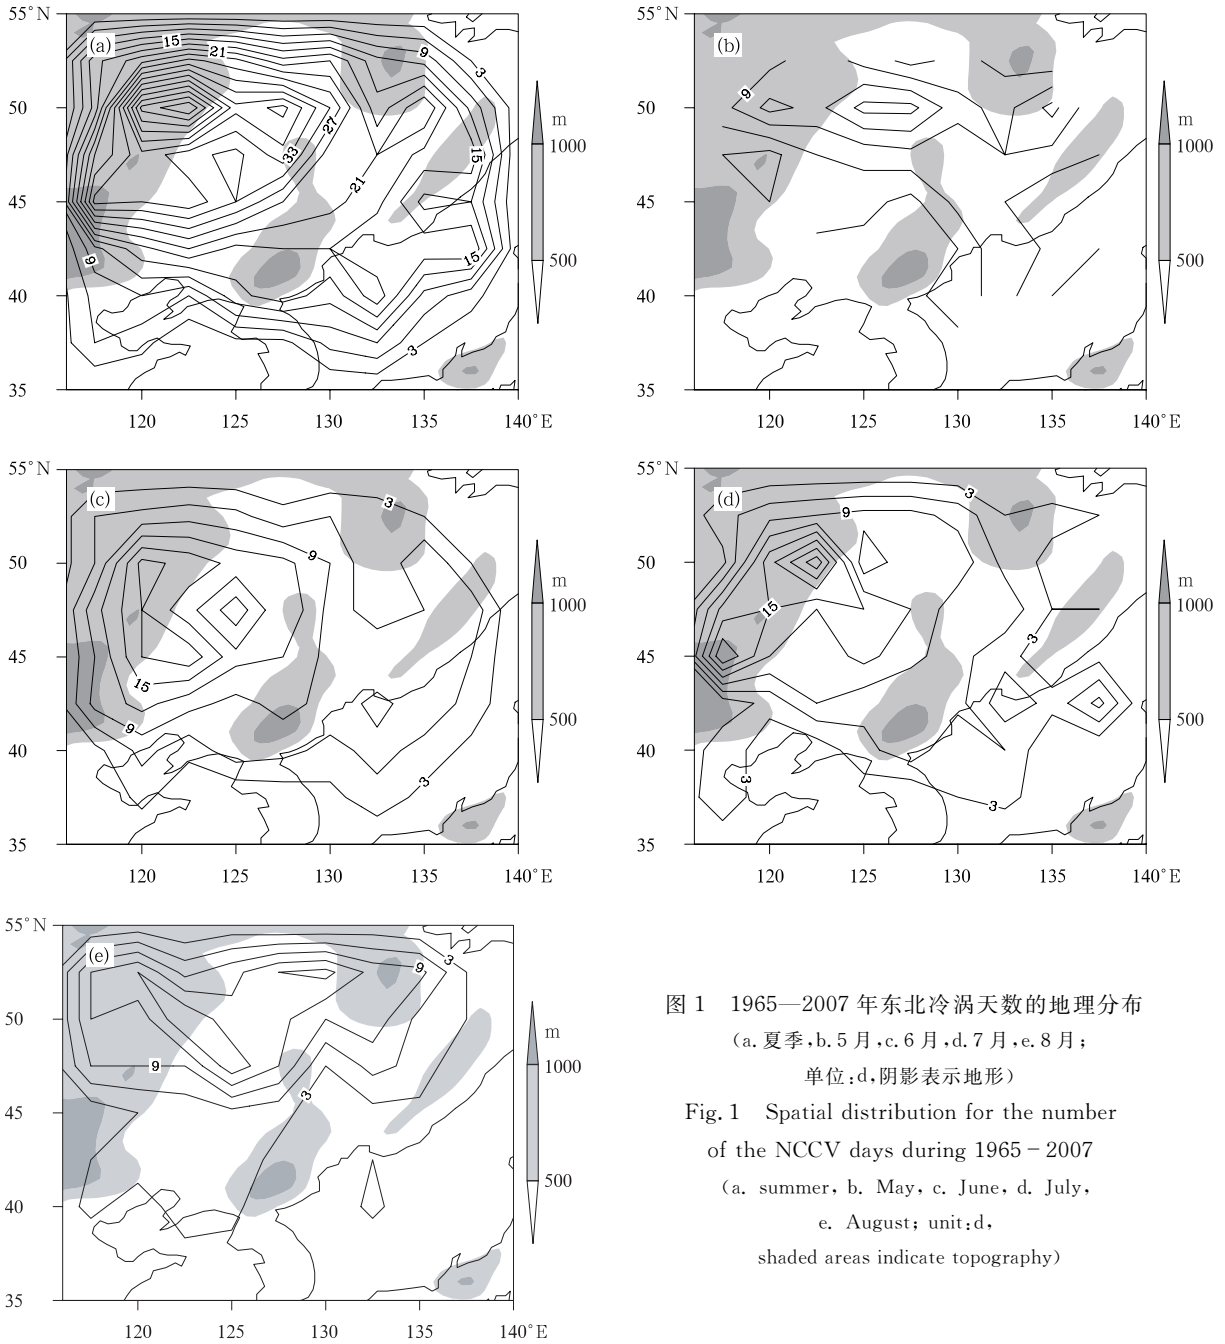 55°N
50
45
40
35
120
125
130
135
140°E
(a)
15
21
9
3
27
33
21
15
15
9
3
m
1000
500
55°N
50
45
40
35
120
125
130
135
140°E
(b)
9
m
1000
500
55°N
50
45
40
35
120
125
130
135
140°E
(c)
3
9
15
9
3
m
1000
500
55°N
50
45
40
35
120
125
130
135
140°E
(d)
3
9
15
3
3
3
m
1000
500
55°N
50
45
40
35
120
125
130
135
140°E
(e)
3
9
9
3
m
1000
500
图 1 1965—2007 年东北冷涡天数的地理分布
(a.夏季,b.5 月,c.6 月,d.7 月,e.8 月;
单位:d,阴影表示地形)
Fig. 1 Spatial distribution for the number
of the NCCV days during 1965-2007
(a. summer, b. May, c. June, d. July,
e. August; unit:d,
shaded areas indicate topography)